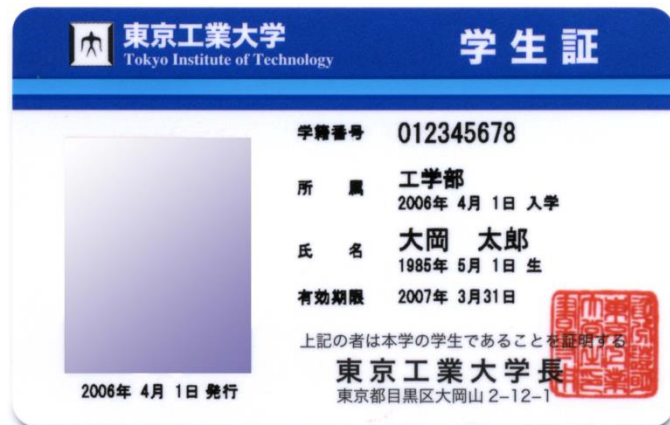 東京工業大学
Tokyo Institute of Technology
学生証
学籍番号 012345678
所属 工学部
2006年 4月 1日 入学
氏名 大岡 太郎
1985年 5月 1日 生
有効期限 2007年 3月31日
上記の者は本学の学生であることを証明する
東京工業大学長
東京都目黒区大岡山 2-12-1
2006年 4月 1日 発行